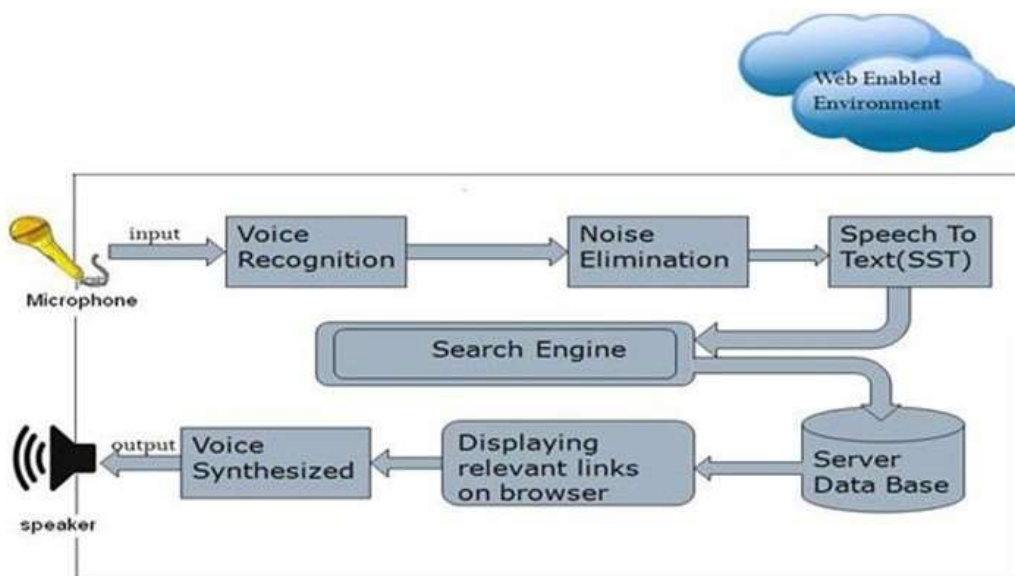 Web Enabled
Environment
input
Voice
Recognition
Noise
Elimination
Speech To
Text(SST)
Microphone
Search Engine
output
Voice
Synthesized
Displaying
relevant links
on browser
Server
Data Base
speaker